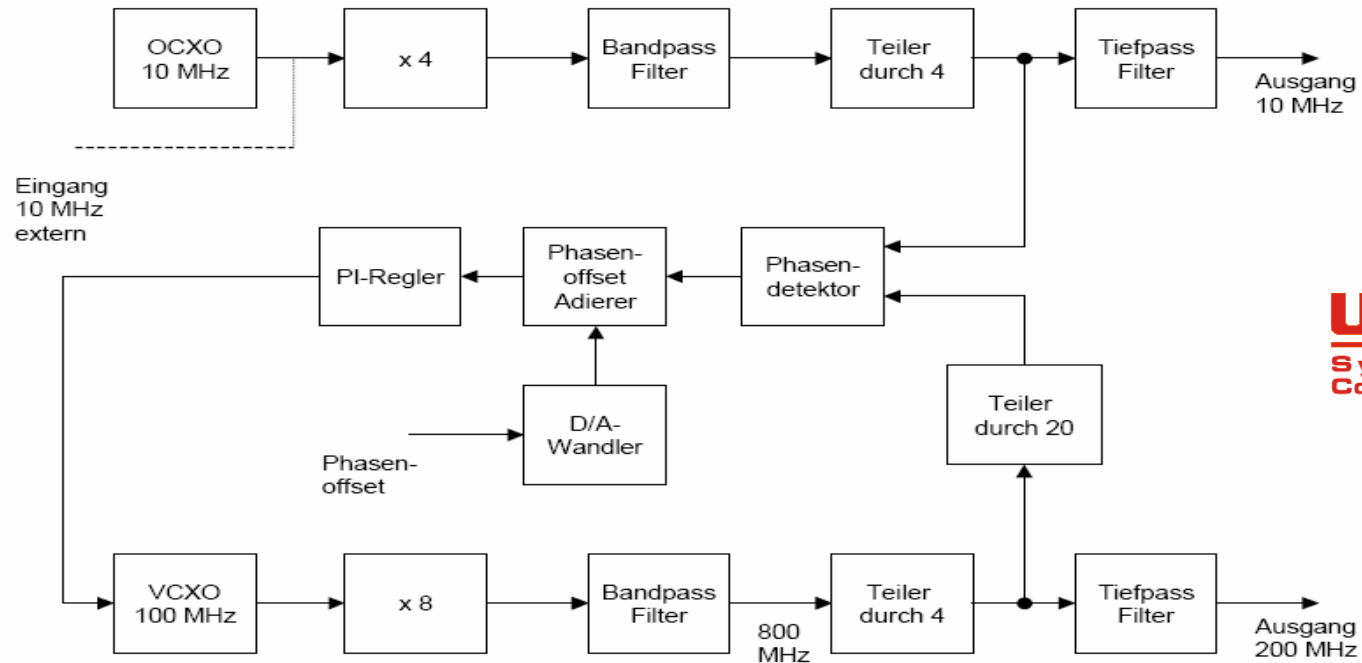 OCXO
10 MHz
x 4
Bandpass
Filter
Teiler
durch 4
Tiefpass
Filter
Ausgang
10 MHz
Eingang
10 MHz
extern
PI-Regler
Phasen-
offset
Adierer
Phasen-
detektor
D/A-
Wandler
Phasen-
offset
Teiler
durch 20
VCXO
100 MHz
x 8
Bandpass
Filter
800
MHz
Teiler
durch 4
Tiefpass
Filter
Ausgang
200 MHz